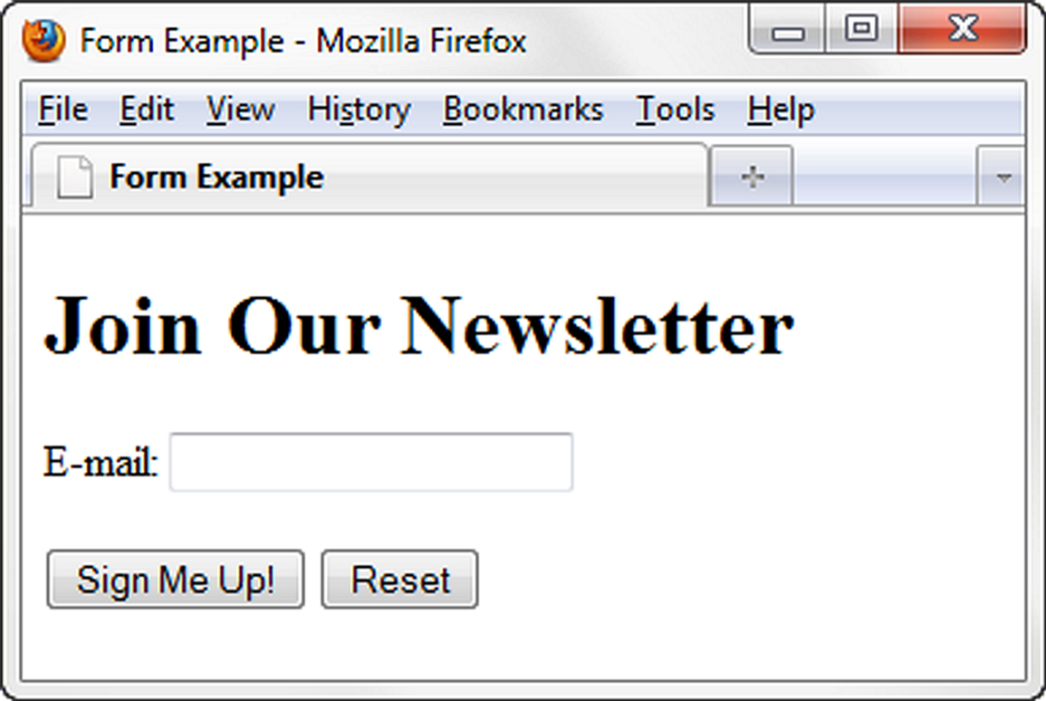 Form Example - Mozilla Firefox
File Edit View History Bookmarks Tools Help
Form Example
Join Our Newsletter
E-mail:
Sign Me Up! Reset